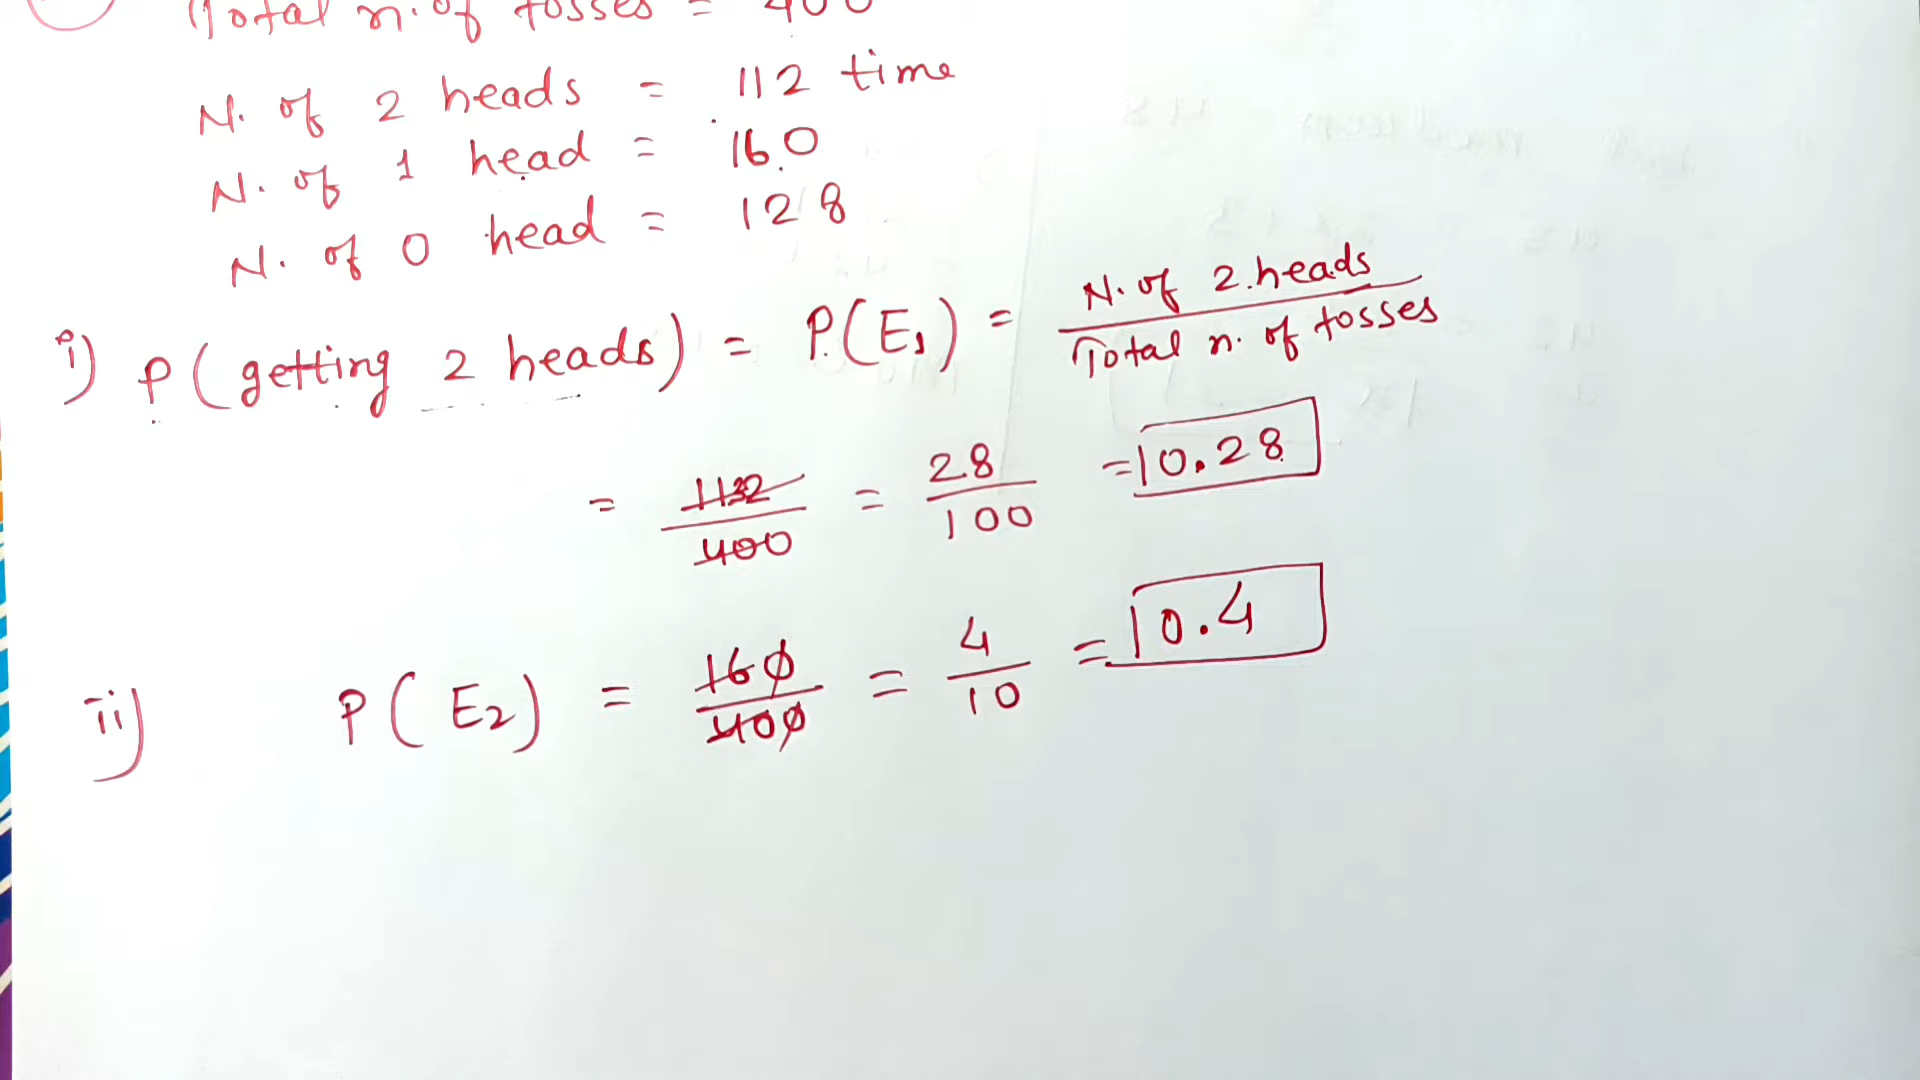 Total n. of tosses = 400
N. of 2 heads = 112 time
N. of 1 head = 160
N. of 0 head = 128
i) P(getting 2 heads) = P(E₁) = N. of 2 heads / Total n. of tosses
= 112/400 = 28/100 = 0.28
ii) P(E₂) = 160/400 = 4/10 = 0.4